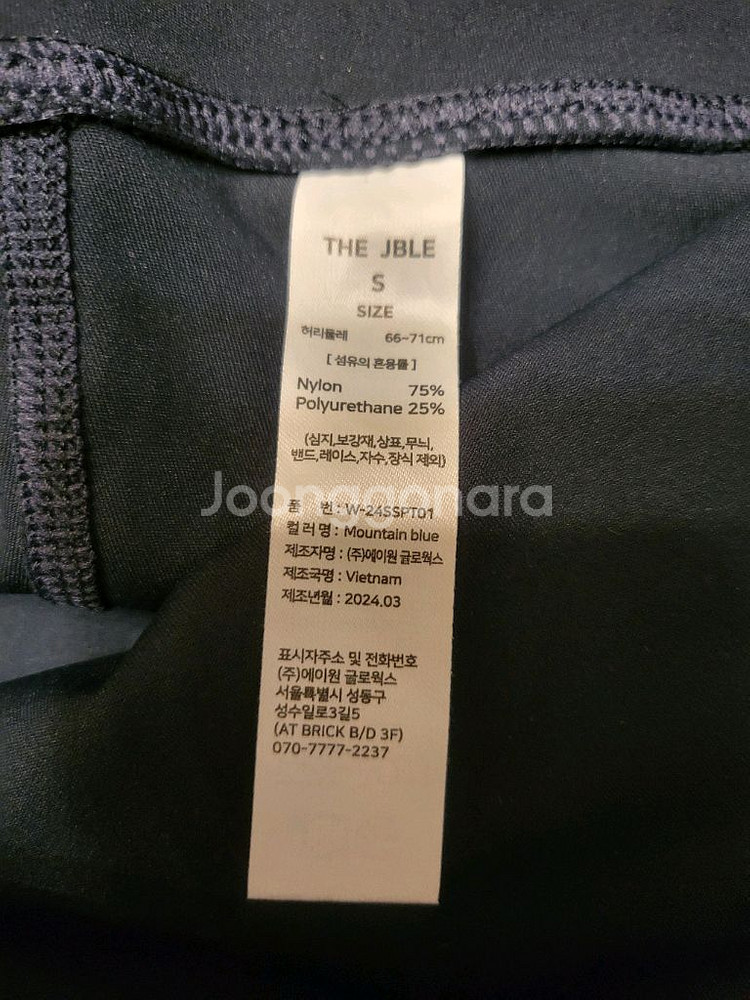 THE JBLE
S
SIZE
허리둘레 66~71cm
[ 섬유의 혼용률 ]
Nylon 75%
Polyurethane 25%
(심지,보강재,상표,무늬,
밴드,레이스,자수,장식 제외)
Joonggonara
품 번 : W-24SSPT01
컬 러 명 : Mountain blue
제조자명 : (주)에이원 글로웍스
제조국명 : Vietnam
제조년월 : 2024.03
표시자주소 및 전화번호
(주)에이원 글로웍스
서울특별시 성동구
성수일로3길5
(AT BRICK B/D 3F)
070-7777-2237